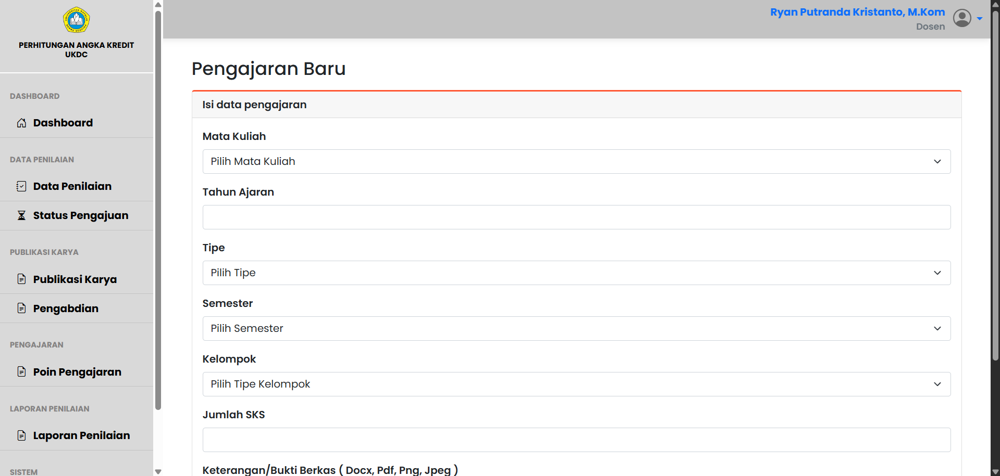 PERHITUNGAN ANGKA KREDIT
UKDC
DASHBOARD
Dashboard
DATA PENILAIAN
Data Penilaian
Status Pengajuan
PUBLIKASI KARYA
Publikasi Karya
Pengabdian
PENGAJARAN
Poin Pengajaran
LAPORAN PENILAIAN
Laporan Penilaian
SISTEM
Ryan Putranda Kristanto, M.Kom
Dosen
Pengajaran Baru
Isi data pengajaran
Mata Kuliah
Pilih Mata Kuliah
Tahun Ajaran
Tipe
Pilih Tipe
Semester
Pilih Semester
Kelompok
Pilih Tipe Kelompok
Jumlah SKS
Keterangan/Bukti Berkas ( Docx, Pdf, Png, Jpeg )